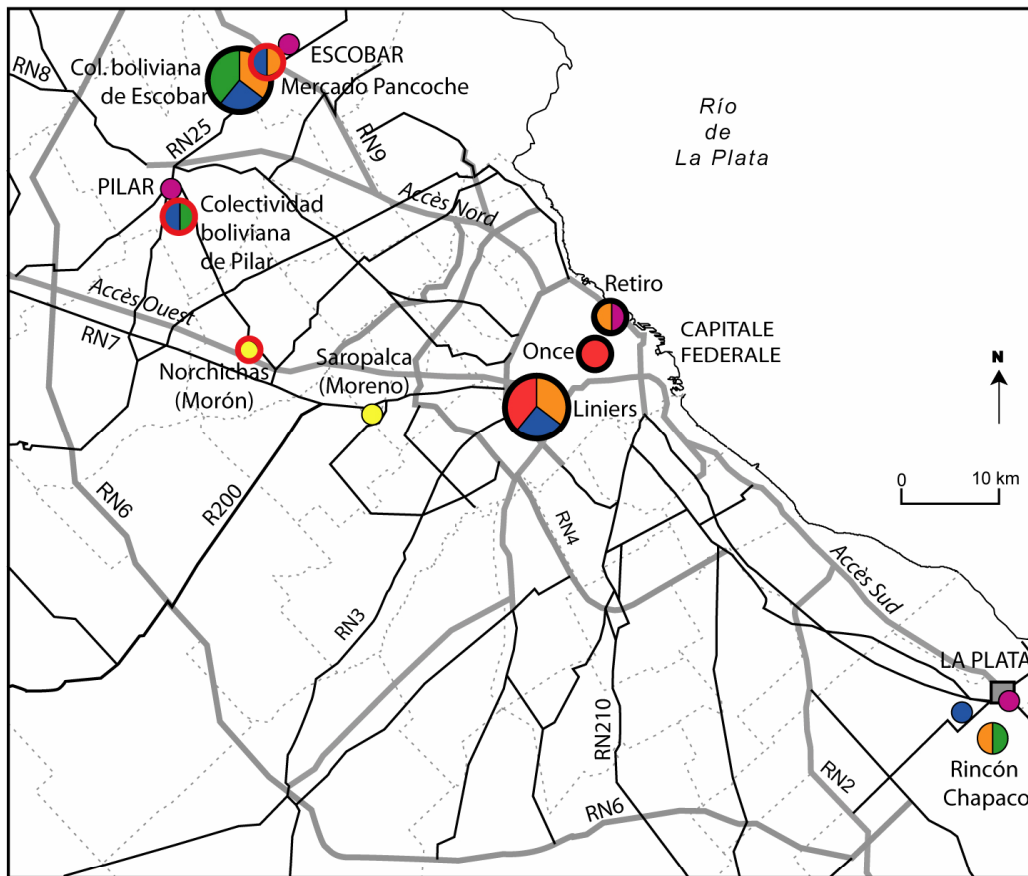 ESCOBAR
Col. boliviana
de Escobar
Mercado Pancoche
RN8
RN25
RN9
Río
de
La Plata
PILAR
Colectividad
boliviana
de Pilar
Accès Nord
Accès Ouest
RN7
Retiro
Once
CAPITALE
FEDERALE
Norchichas
(Morón)
Saropalca
(Moreno)
Liniers
N
0 10 km
RN6
R200
RN4
RN3
Accès Sud
LA PLATA
RN210
RN2
RN6
Rincón
Chapaco